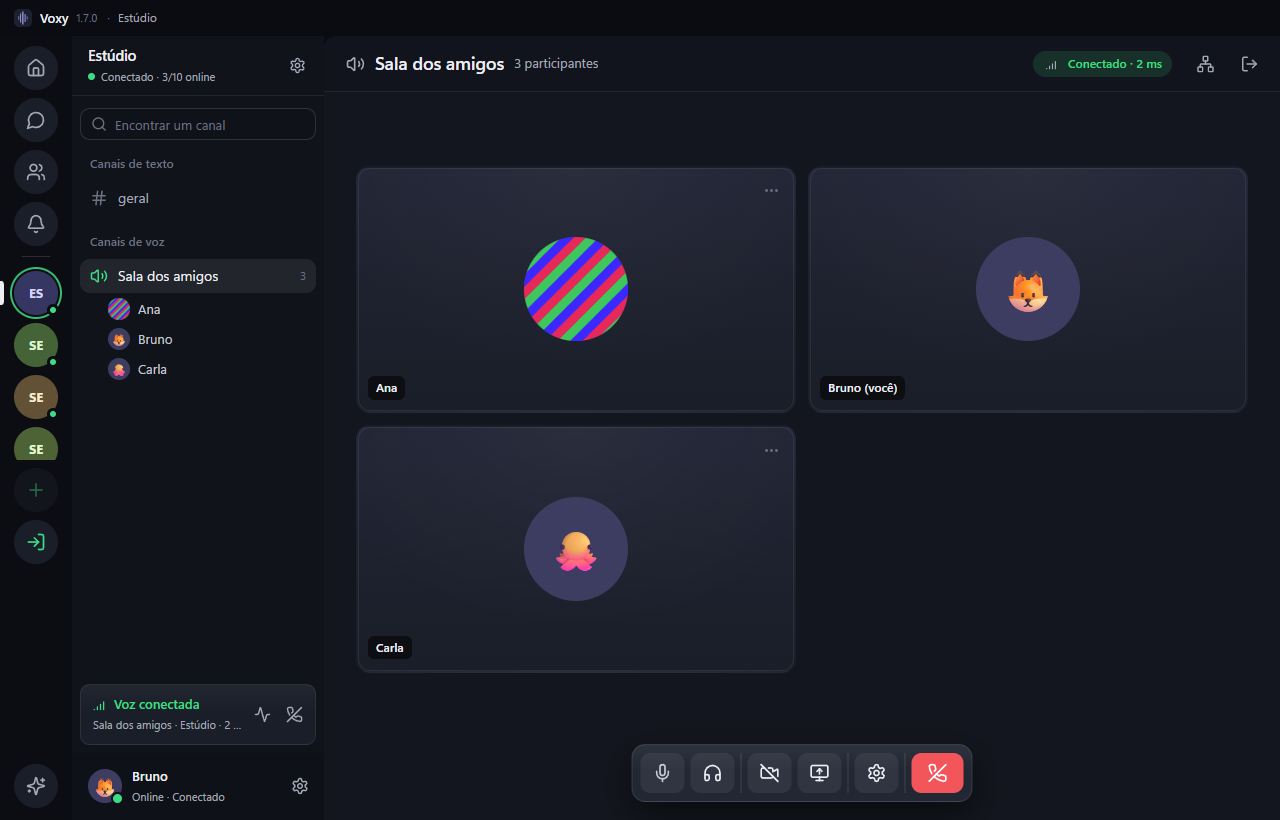 Voxy 1.7.0 · Estúdio
Estúdio
Conectado · 3/10 online
Encontrar um canal
Canais de texto
geral
Canais de voz
Sala dos amigos 3
Ana
Bruno
Carla
ES
SE
SE
SE
Voz conectada
Sala dos amigos · Estúdio · 2 ...
Bruno
Online · Conectado
Sala dos amigos 3 participantes
Conectado · 2 ms
Ana
Bruno (você)
Carla